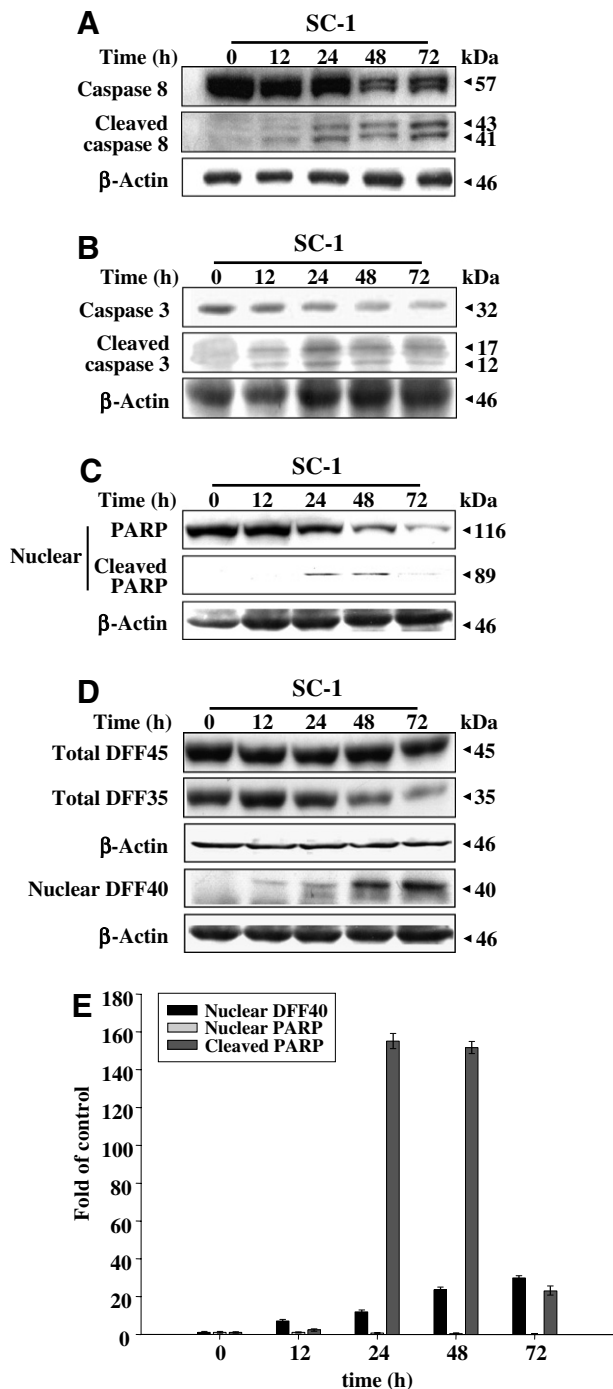 A
SC-1
Time (h) 0 12 24 48 72 kDa
Caspase 8 57
Cleaved caspase 8 43 41
β-Actin 46
B
SC-1
Time (h) 0 12 24 48 72 kDa
Caspase 3 32
Cleaved caspase 3 17 12
β-Actin 46
C
SC-1
Time (h) 0 12 24 48 72 kDa
Nuclear
PARP 116
Cleaved PARP 89
β-Actin 46
D
SC-1
Time (h) 0 12 24 48 72 kDa
Total DFF45 45
Total DFF35 35
β-Actin 46
Nuclear DFF40 40
β-Actin 46
E
Nuclear DFF40
Nuclear PARP
Cleaved PARP
Fold of control
180
160
140
120
100
80
60
40
20
0
0 12 24 48 72
time (h)